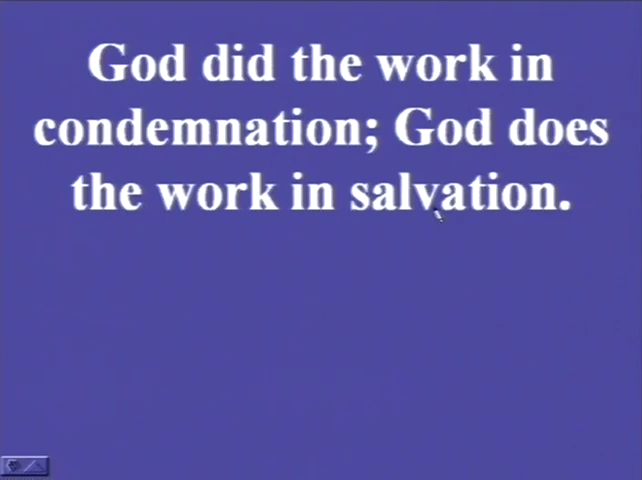 God did the work in
condemnation; God does
the work in salvation.